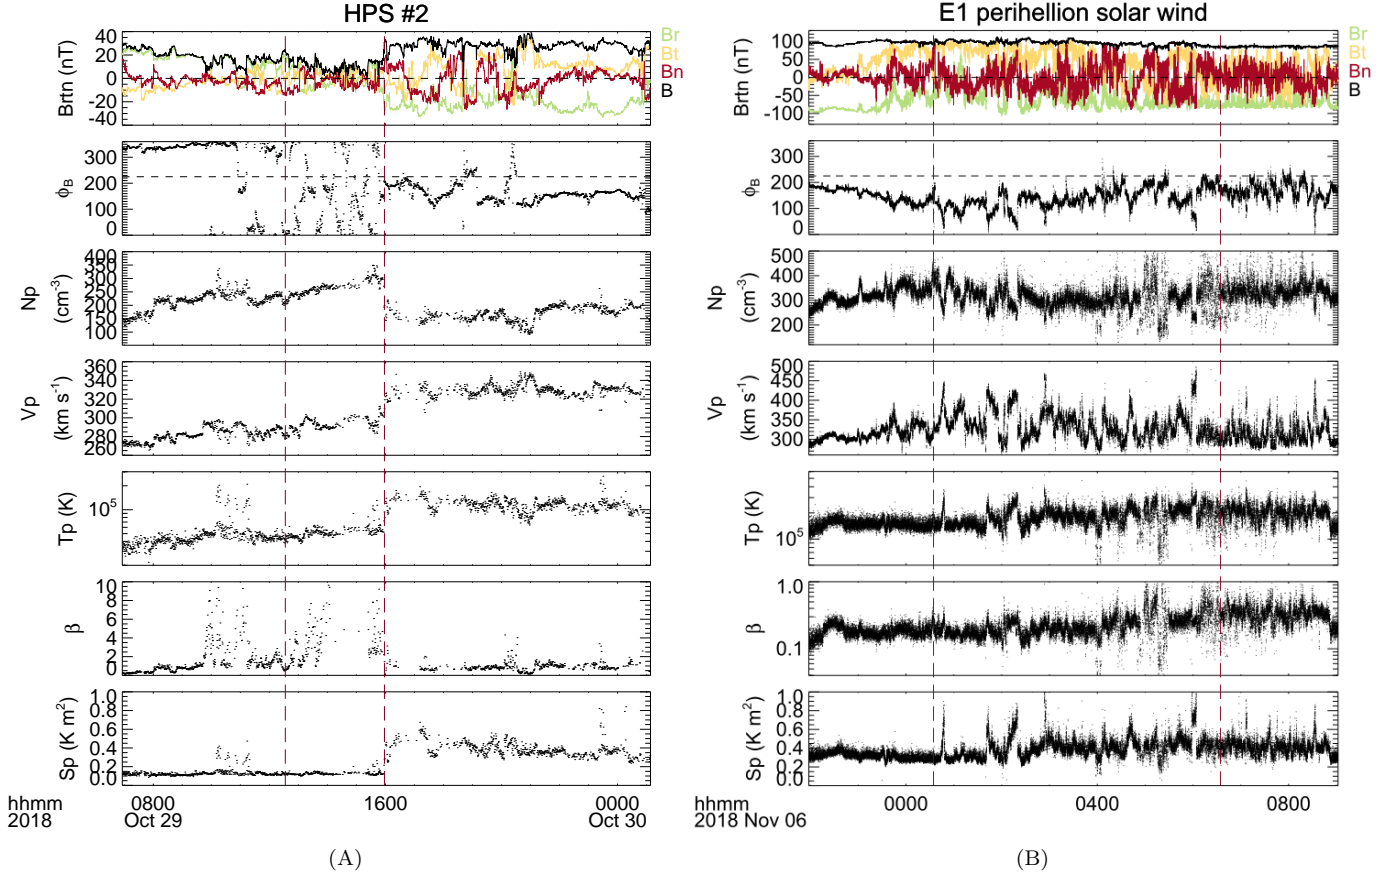 HPS #2
Brtn (nT)
40
20
0
-20
-40
Br
Bt
Bn
B
ϕB
300
200
100
0
Np
(cm-3)
400
350
300
250
200
150
100
Vp
(km s-1)
360
340
320
300
280
260
Tp (K)
10^5
β
10
8
6
4
2
0
Sp (K m2)
1.0
0.8
0.6
0.4
0.2
0.0
hhmm
2018
0800
1600
0000
Oct 29
Oct 30
(A)
E1 perihellion solar wind
Brtn (nT)
100
50
0
-50
-100
Br
Bt
Bn
B
ϕB
300
200
100
0
Np
(cm-3)
500
400
300
200
Vp
(km s-1)
500
450
400
350
300
Tp (K)
10^5
β
1.0
0.1
Sp (K m2)
1.0
0.8
0.6
0.4
0.2
0.0
hhmm
2018 Nov 06
0000
0400
0800
(B)